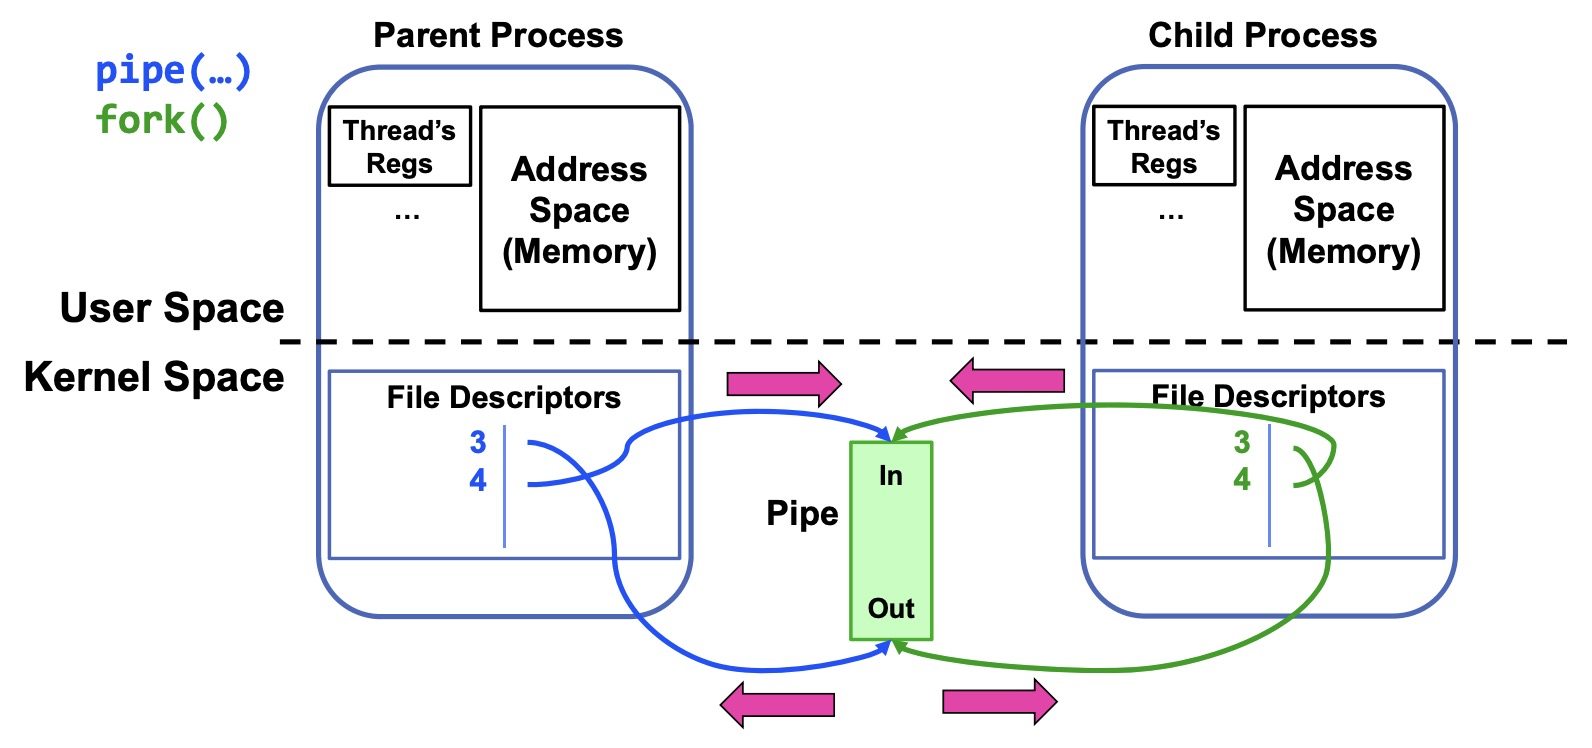 Parent Process
Child Process
pipe(…)
fork()
Thread's
Regs
...
Address
Space
(Memory)
Thread's
Regs
...
Address
Space
(Memory)
User Space
Kernel Space
File Descriptors
3
4
File Descriptors
3
4
Pipe
In
Out